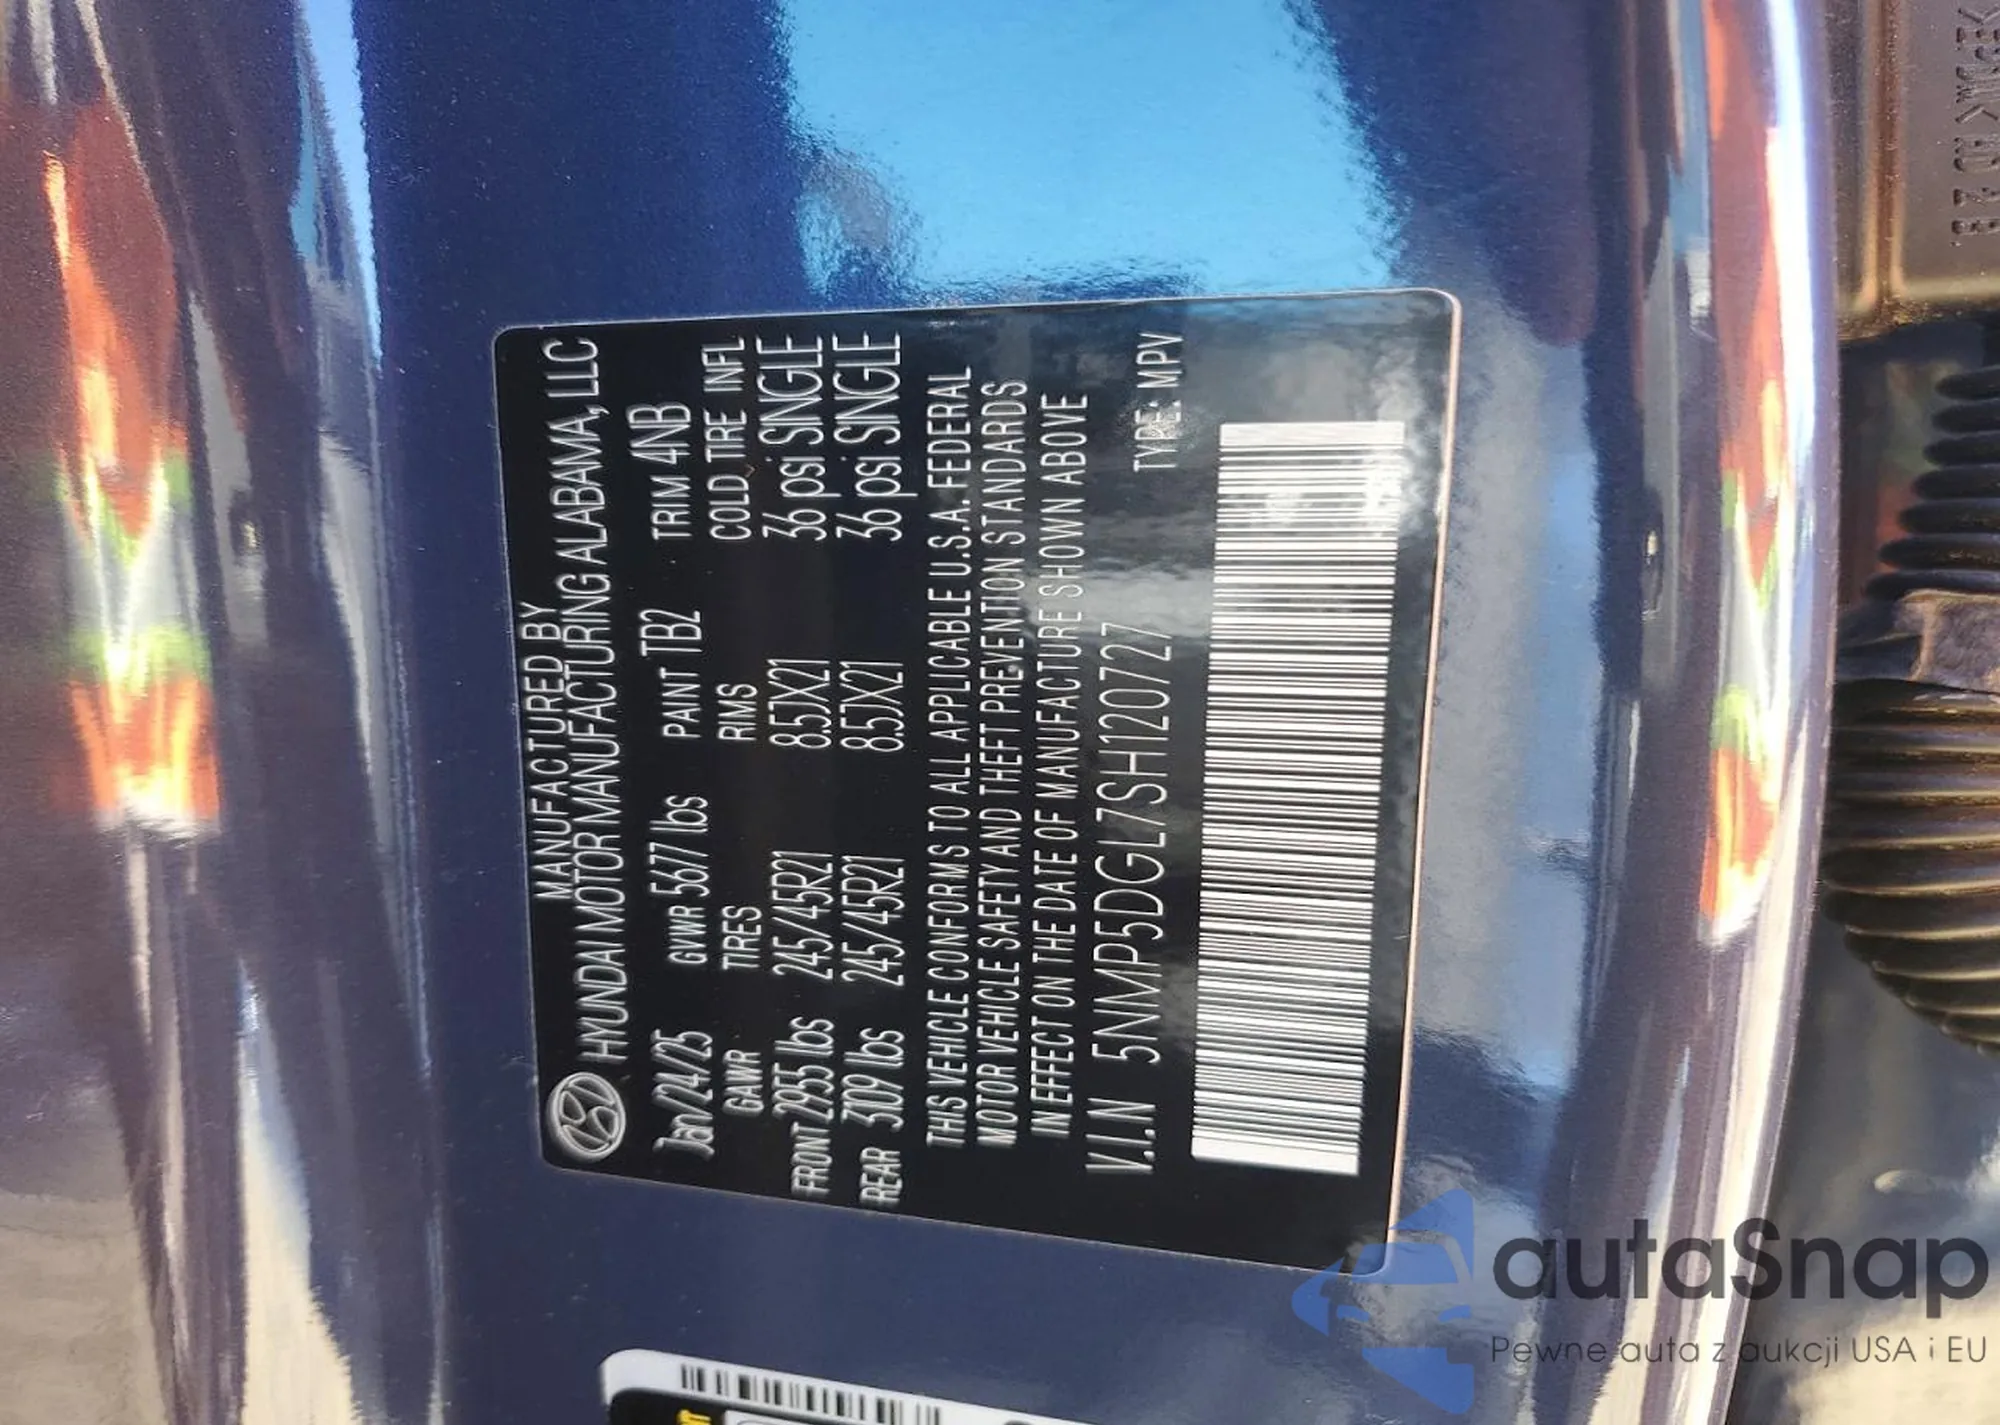 MANUFACTURED BY
HYUNDAI MOTOR MANUFACTURING ALABAMA, LLC
Jan/24/25 GVWR 5677 lbs PAINT TB2 TRIM 4NB
GAWR TIRES RIMS COLD TIRE INFL
FRONT 2955 lbs 245/45R21 8.5JX21 36 psi SINGLE
REAR 3109 lbs 245/45R21 8.5JX21 36 psi SINGLE
THIS VEHICLE CONFORMS TO ALL APPLICABLE U.S.A. FEDERAL
MOTOR VEHICLE SAFETY AND THEFT PREVENTION STANDARDS
IN EFFECT ON THE DATE OF MANUFACTURE SHOWN ABOVE
V.I.N 5NMP5DGL7SH120727 TYPE: MPV
autaSnap
Pewne auta z aukcji USA i EU